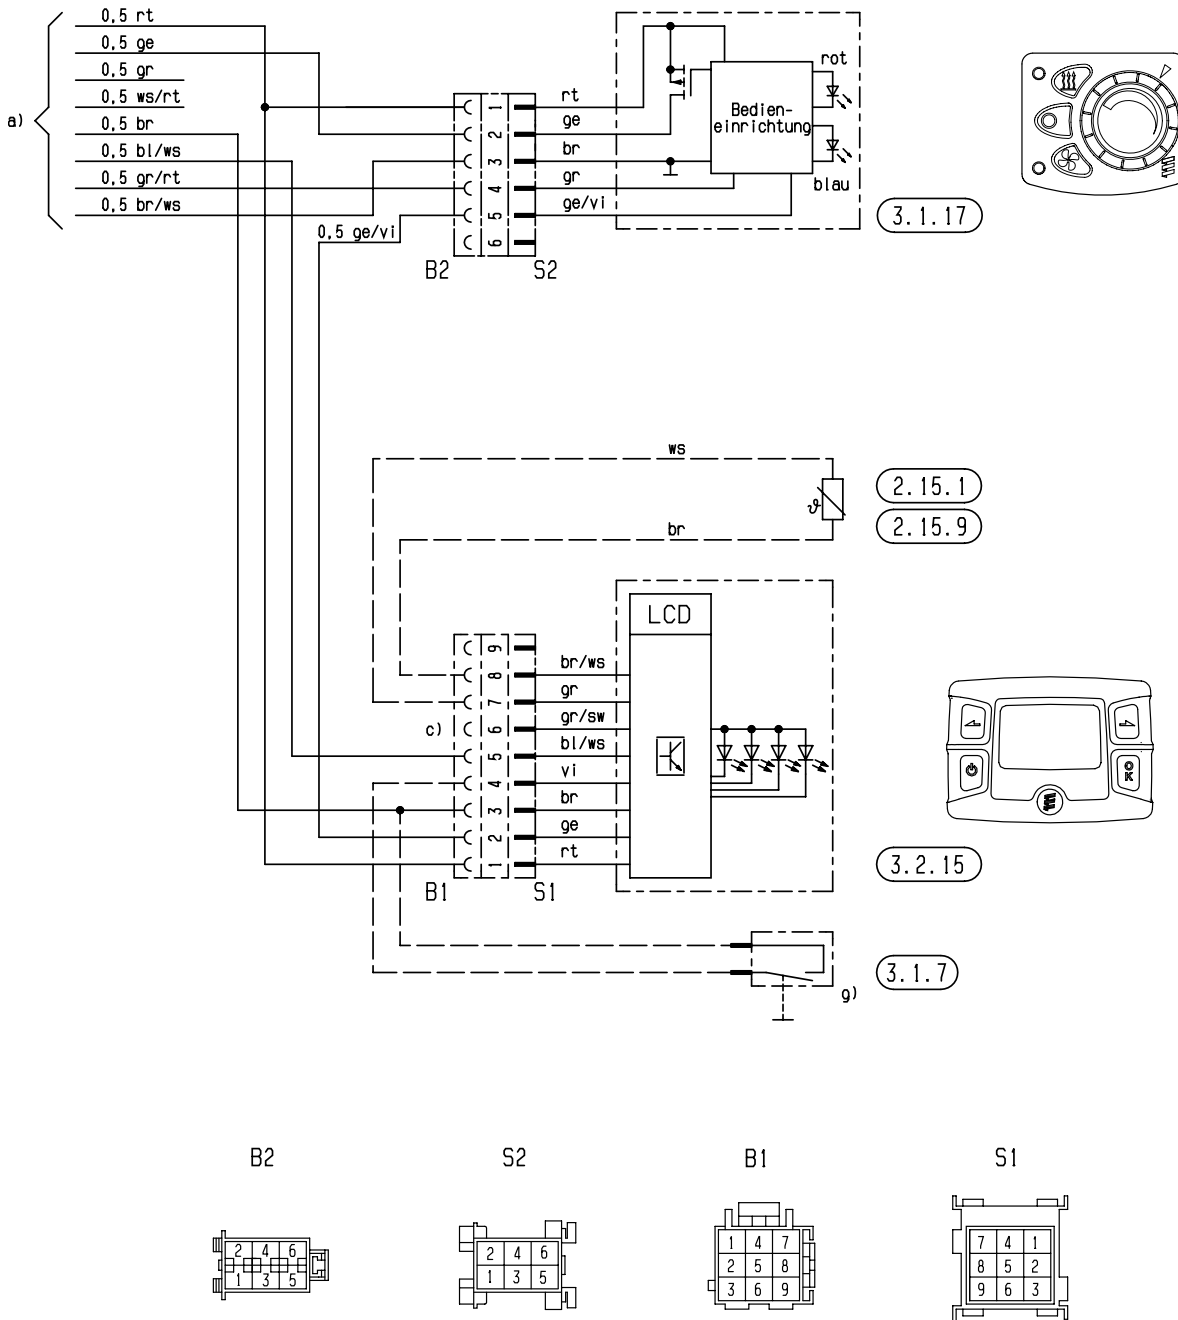 0,5 rt
0,5 ge
0,5 gr
0,5 ws/rt
a) 0,5 br
0,5 bl/ws
0,5 gr/rt
0,5 br/ws
0,5 ge/vi
1 rt
2 ge
3 br
4 gr
5 ge/vi
6
B2 S2
Bedien-
einrichtung
rot
blau
3.1.17
ws
ϑ
br
2.15.1
2.15.9
LCD
9
8 br/ws
7 gr
c) 6 gr/sw
5 bl/ws
4 vi
3 br
2 ge
1 rt
B1 S1
OK
3.2.15
3.1.7
g)
B2 S2 B1 S1
2 4 6
1 3 5
2 4 6
1 3 5
1 4 7
2 5 8
3 6 9
7 4 1
8 5 2
9 6 3